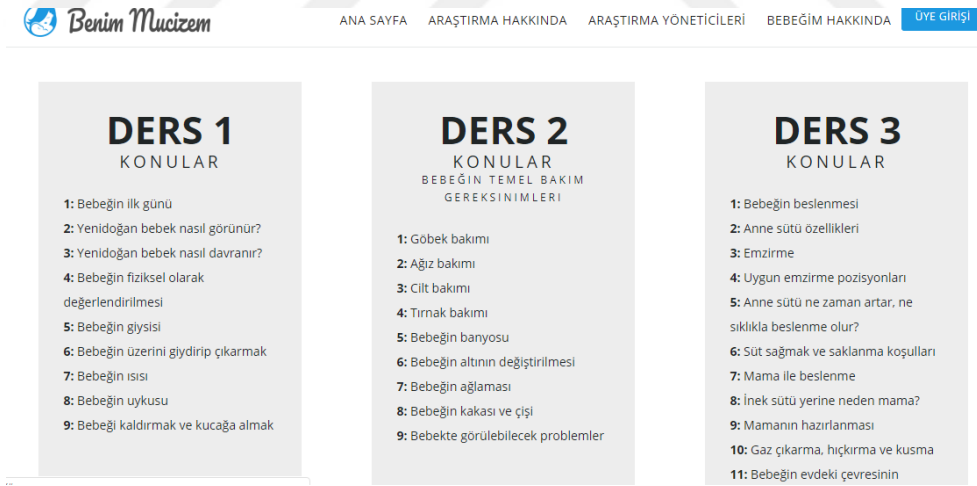 Benim Mucizem
ANA SAYFA ARAŞTIRMA HAKKINDA ARAŞTIRMA YÖNETİCİLERİ BEBEĞİM HAKKINDA ÜYE GİRİŞİ
DERS 1
KONULAR
1: Bebeğin ilk günü
2: Yenidoğan bebek nasıl görünür?
3: Yenidoğan bebek nasıl davranır?
4: Bebeğin fiziksel olarak
değerlendirilmesi
5: Bebeğin giysisi
6: Bebeğin üzerini giydirip çıkarmak
7: Bebeğin ısısı
8: Bebeğin uykusu
9: Bebeği kaldırmak ve kucağa almak
DERS 2
KONULAR
BEBEĞİN TEMEL BAKIM
GEREKSINIMLERI
1: Göbek bakımı
2: Ağız bakımı
3: Cilt bakımı
4: Tırnak bakımı
5: Bebeğin banyosu
6: Bebeğin altının değiştirilmesi
7: Bebeğin ağlaması
8: Bebeğin kakası ve çişi
9: Bebekte görülebilecek problemler
DERS 3
KONULAR
1: Bebeğin beslenmesi
2: Anne sütü özellikleri
3: Emzirme
4: Uygun emzirme pozisyonları
5: Anne sütü ne zaman artar, ne
sıklıkla beslenme olur?
6: Süt sağmak ve saklanma koşulları
7: Mama ile beslenme
8: İnek sütü yerine neden mama?
9: Mamanın hazırlanması
10: Gaz çıkarma, hıçkırma ve kusma
11: Bebeğin evdeki çevresinin